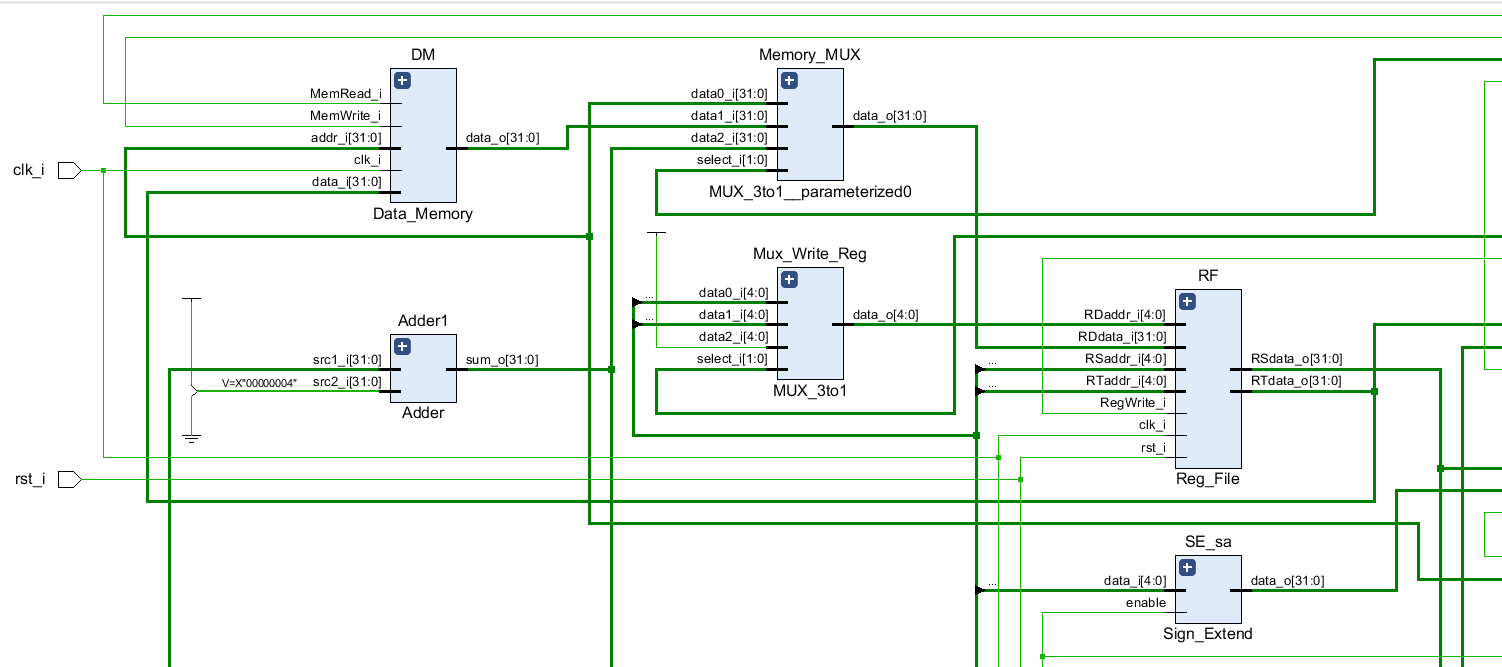 DM
MemRead_i
MemWrite_i
addr_i[31:0]
clk_i
data_i[31:0]
data_o[31:0]
Data_Memory
Memory_MUX
data0_i[31:0]
data1_i[31:0]
data2_i[31:0]
select_i[1:0]
data_o[31:0]
MUX_3to1__parameterized0
clk_i
Mux_Write_Reg
...
data0_i[4:0]
...
data1_i[4:0]
data2_i[4:0]
select_i[1:0]
data_o[4:0]
MUX_3to1
Adder1
src1_i[31:0]
V=X"00000004"
src2_i[31:0]
sum_o[31:0]
Adder
RF
RDaddr_i[4:0]
RDdata_i[31:0]
...
RSaddr_i[4:0]
...
RTaddr_i[4:0]
RegWrite_i
clk_i
rst_i
RSdata_o[31:0]
RTdata_o[31:0]
Reg_File
rst_i
SE_sa
...
data_i[4:0]
enable
data_o[31:0]
Sign_Extend